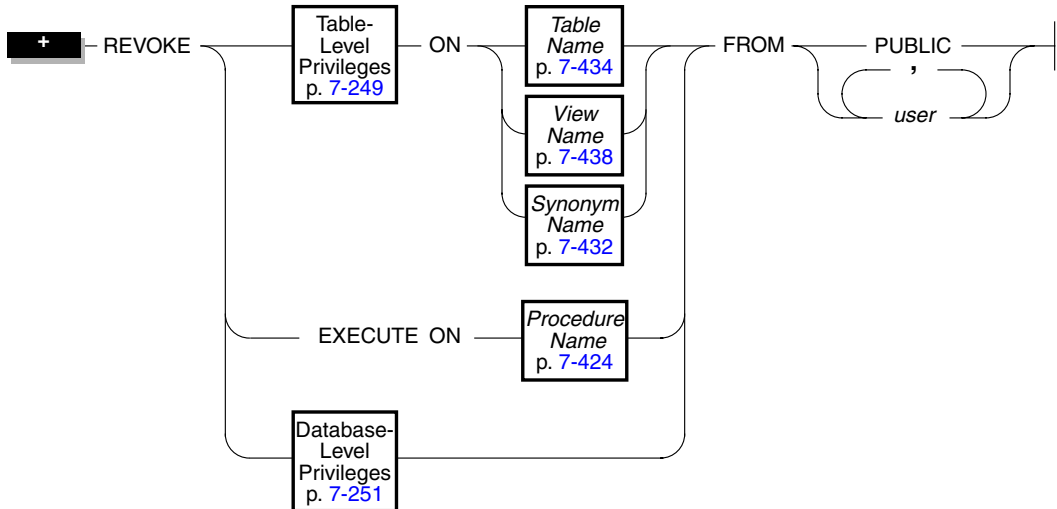 +
REVOKE
Table-
Level
Privileges
p. 7-249
ON
Table
Name
p. 7-434
View
Name
p. 7-438
Synonym
Name
p. 7-432
FROM
PUBLIC
,
user
EXECUTE ON
Procedure
Name
p. 7-424
Database-
Level
Privileges
p. 7-251